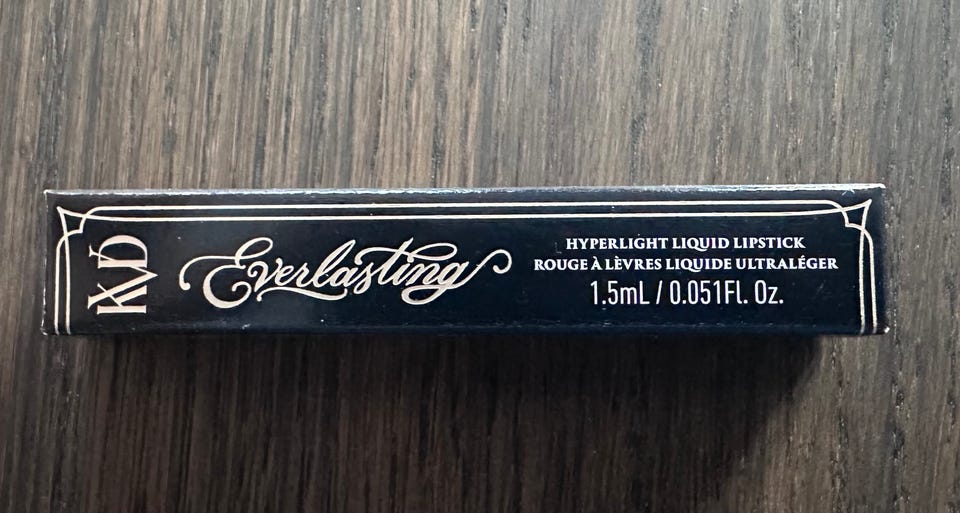 KVD
Everlasting
HYPERLIGHT LIQUID LIPSTICK
ROUGE À LÈVRES LIQUIDE ULTRALÉGER
1.5mL / 0.051Fl. Oz.